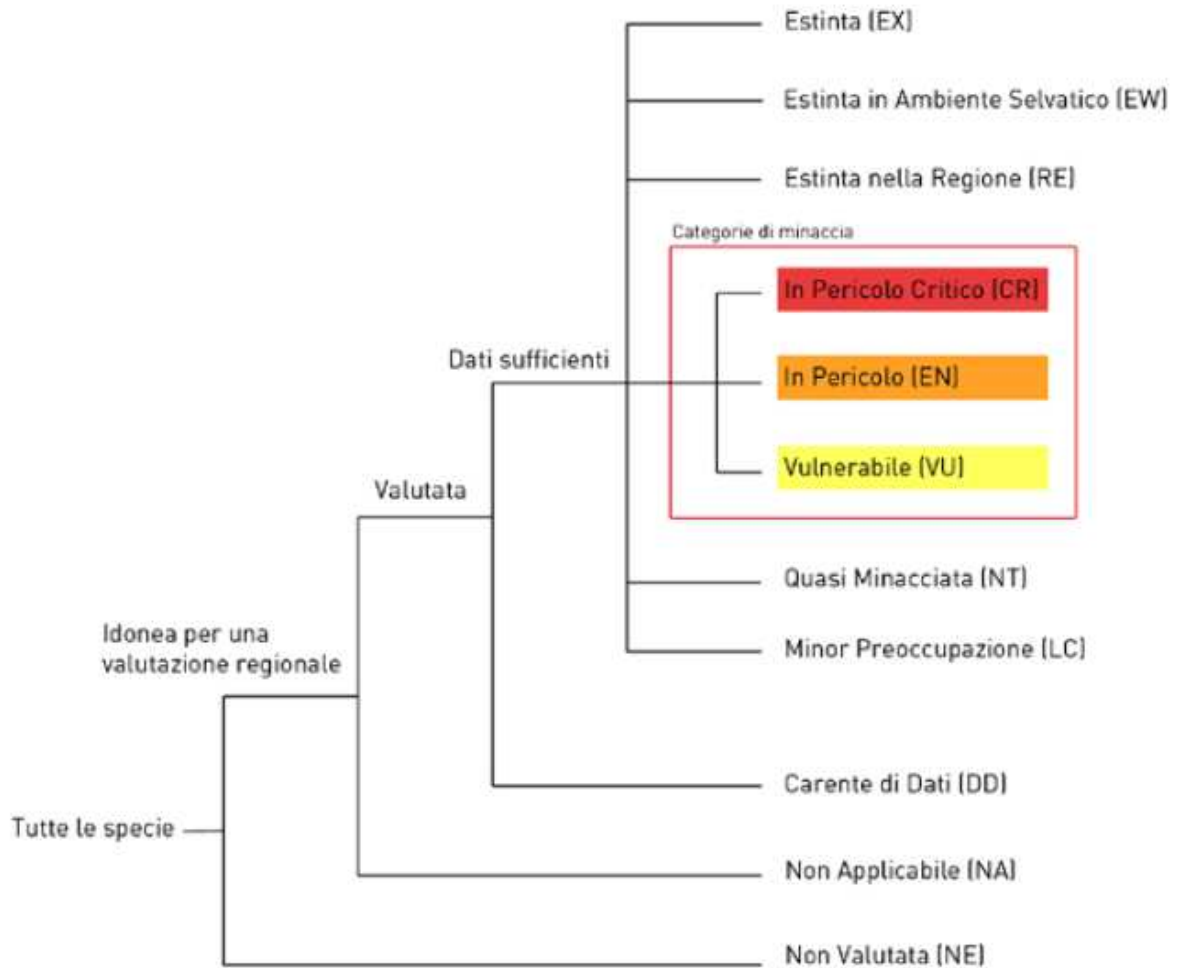 Estinta (EX)
Estinta in Ambiente Selvatico (EW)
Estinta nella Regione (RE)
Categorie di minaccia
In Pericolo Critico (CR)
Dati sufficienti
In Pericolo (EN)
Vulnerabile (VU)
Valutata
Quasi Minacciata (NT)
Idonea per una
valutazione regionale
Minor Preoccupazione (LC)
Carente di Dati (DD)
Tutte le specie
Non Applicabile (NA)
Non Valutata (NE)